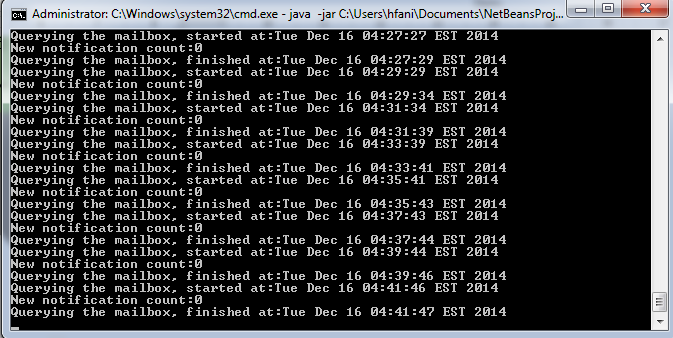 Administrator: C:\Windows\system32\cmd.exe - java -jar C:\Users\hfani\Documents\NetBeansProj...
Querying the mailbox, started at:Tue Dec 16 04:27:27 EST 2014
New notification count:0
Querying the mailbox, finished at:Tue Dec 16 04:27:29 EST 2014
Querying the mailbox, started at:Tue Dec 16 04:29:29 EST 2014
New notification count:0
Querying the mailbox, finished at:Tue Dec 16 04:29:34 EST 2014
Querying the mailbox, started at:Tue Dec 16 04:31:34 EST 2014
New notification count:0
Querying the mailbox, finished at:Tue Dec 16 04:31:39 EST 2014
Querying the mailbox, started at:Tue Dec 16 04:33:39 EST 2014
New notification count:0
Querying the mailbox, finished at:Tue Dec 16 04:33:41 EST 2014
Querying the mailbox, started at:Tue Dec 16 04:35:41 EST 2014
New notification count:0
Querying the mailbox, finished at:Tue Dec 16 04:35:43 EST 2014
Querying the mailbox, started at:Tue Dec 16 04:37:43 EST 2014
New notification count:0
Querying the mailbox, finished at:Tue Dec 16 04:37:44 EST 2014
Querying the mailbox, started at:Tue Dec 16 04:39:44 EST 2014
New notification count:0
Querying the mailbox, finished at:Tue Dec 16 04:39:46 EST 2014
Querying the mailbox, started at:Tue Dec 16 04:41:46 EST 2014
New notification count:0
Querying the mailbox, finished at:Tue Dec 16 04:41:47 EST 2014